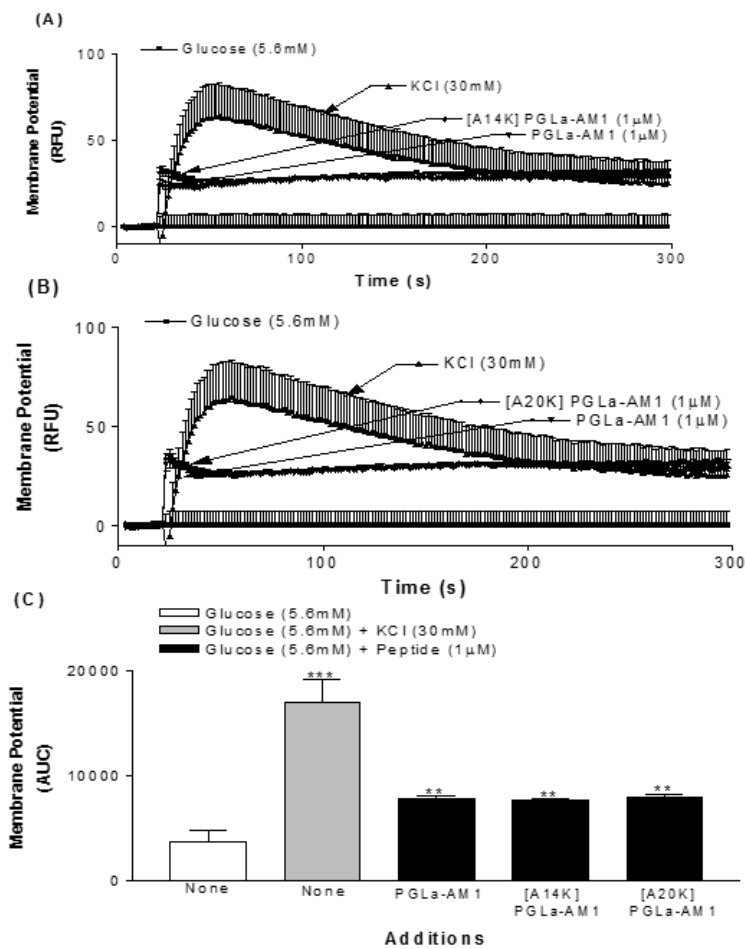 (A)
Glucose (5.6mM)
100
50
0
Membrane Potential
(RFU)
KCl (30mM)
[A14K] PGLa-AM1 (1μM)
PGLa-AM1 (1μM)
0
100
200
300
Time (s)
(B)
Glucose (5.6mM)
100
50
0
Membrane Potential
(RFU)
KCl (30mM)
[A20K] PGLa-AM1 (1μM)
PGLa-AM1 (1μM)
0
100
200
300
Time (s)
(C)
Glucose (5.6mM)
Glucose (5.6mM) + KCl (30mM)
Glucose (5.6mM) + Peptide (1μM)
20000
10000
0
Membrane Potential
(AUC)
***
**
**
**
None
None
PGLa-AM1
[A14K]
PGLa-AM1
[A20K]
PGLa-AM1
Additions